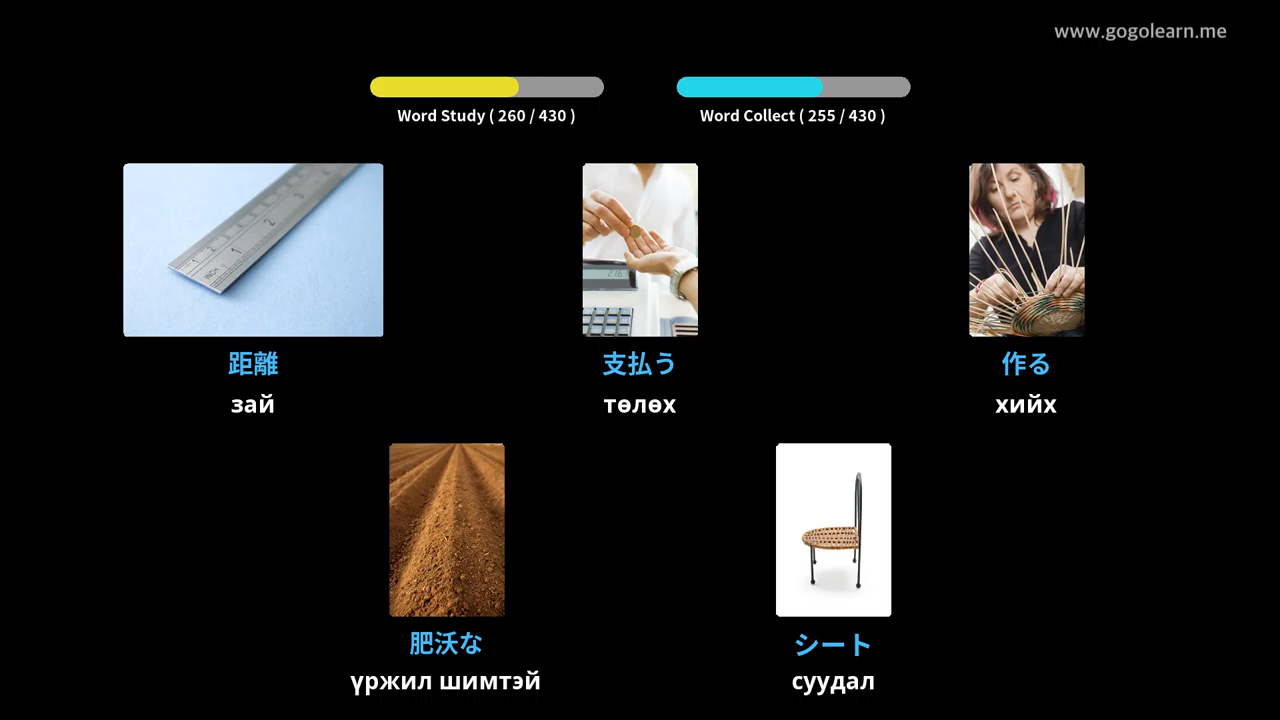 www.gogolearn.me
Word Study ( 260 / 430 )
Word Collect ( 255 / 430 )
距離
支払う
作る
зай
төлөх
хийх
肥沃な
シート
үржил шимтэй
суудал